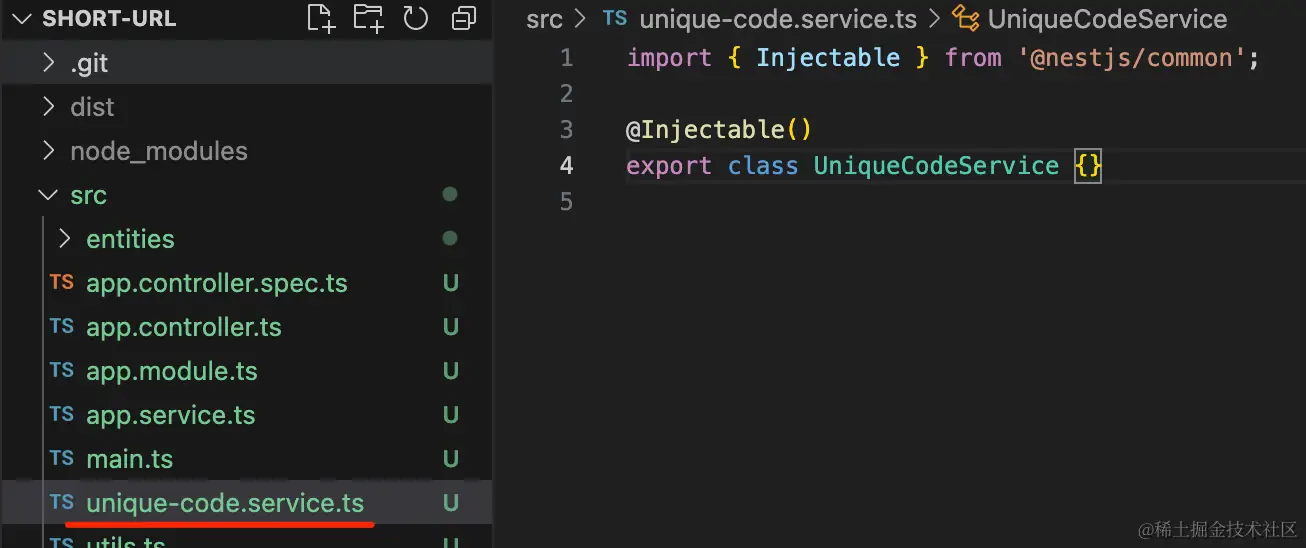 SHORT-URL
.git
dist
node_modules
src
entities
TS app.controller.spec.ts U
TS app.controller.ts U
TS app.module.ts U
TS app.service.ts U
TS main.ts U
TS unique-code.service.ts U
TS utils.ts U
src > TS unique-code.service.ts > UniqueCodeService
1 import { Injectable } from '@nestjs/common';
2
3 @Injectable()
4 export class UniqueCodeService {}
5
@稀土掘金技术社区